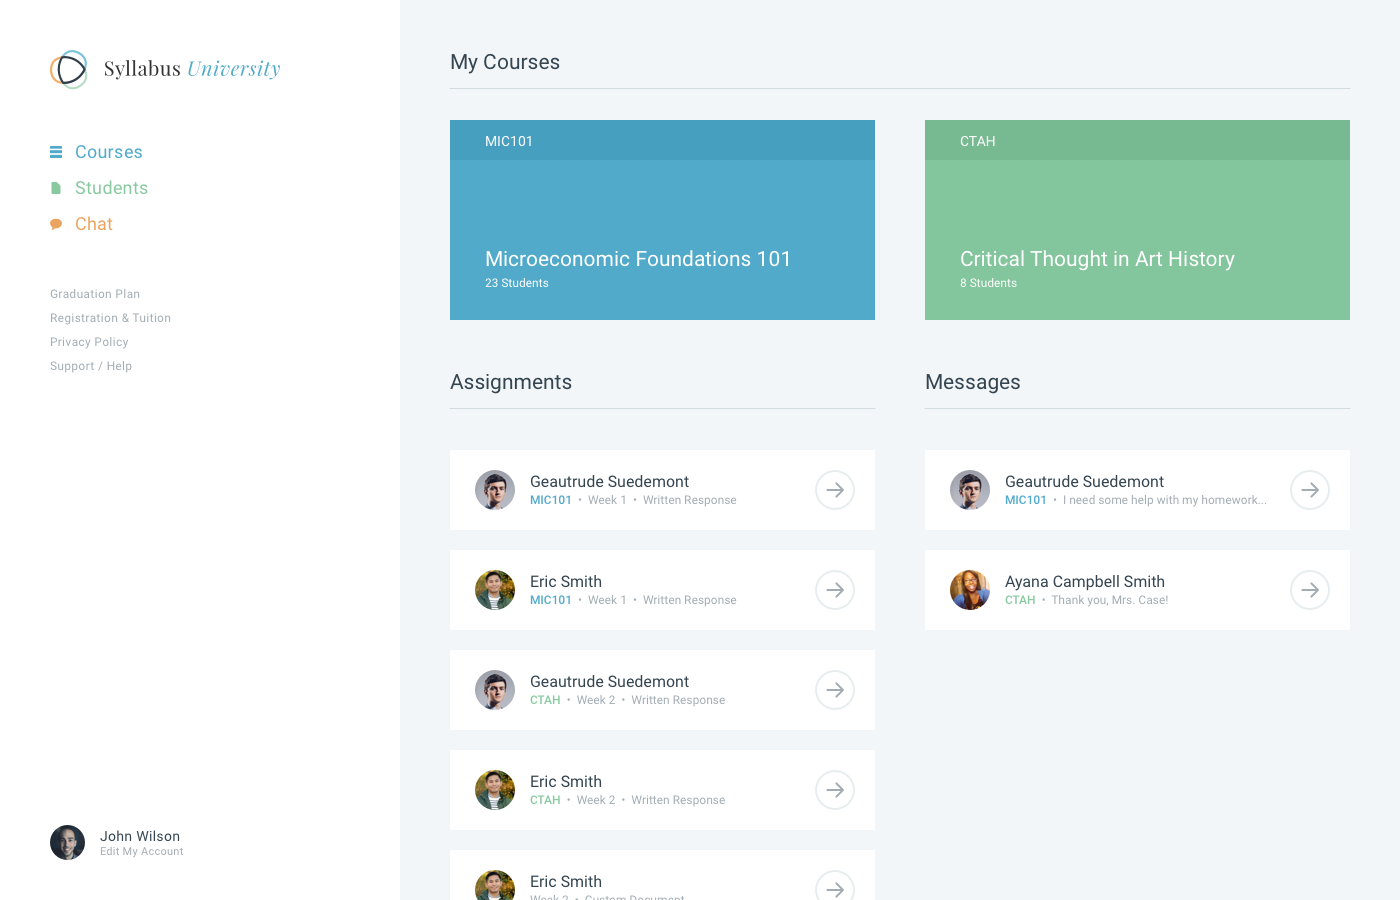 Syllabus University
Courses
Students
Chat
Graduation Plan
Registration & Tuition
Privacy Policy
Support / Help
John Wilson
Edit My Account
My Courses
MIC101
Microeconomic Foundations 101
23 Students
CTAH
Critical Thought in Art History
8 Students
Assignments
Geautrude Suedemont
MIC101 • Week 1 • Written Response
Eric Smith
MIC101 • Week 1 • Written Response
Geautrude Suedemont
CTAH • Week 2 • Written Response
Eric Smith
CTAH • Week 2 • Written Response
Eric Smith
Week 2 • Custom Document
Messages
Geautrude Suedemont
MIC101 • I need some help with my homework...
Ayana Campbell Smith
CTAH • Thank you, Mrs. Case!